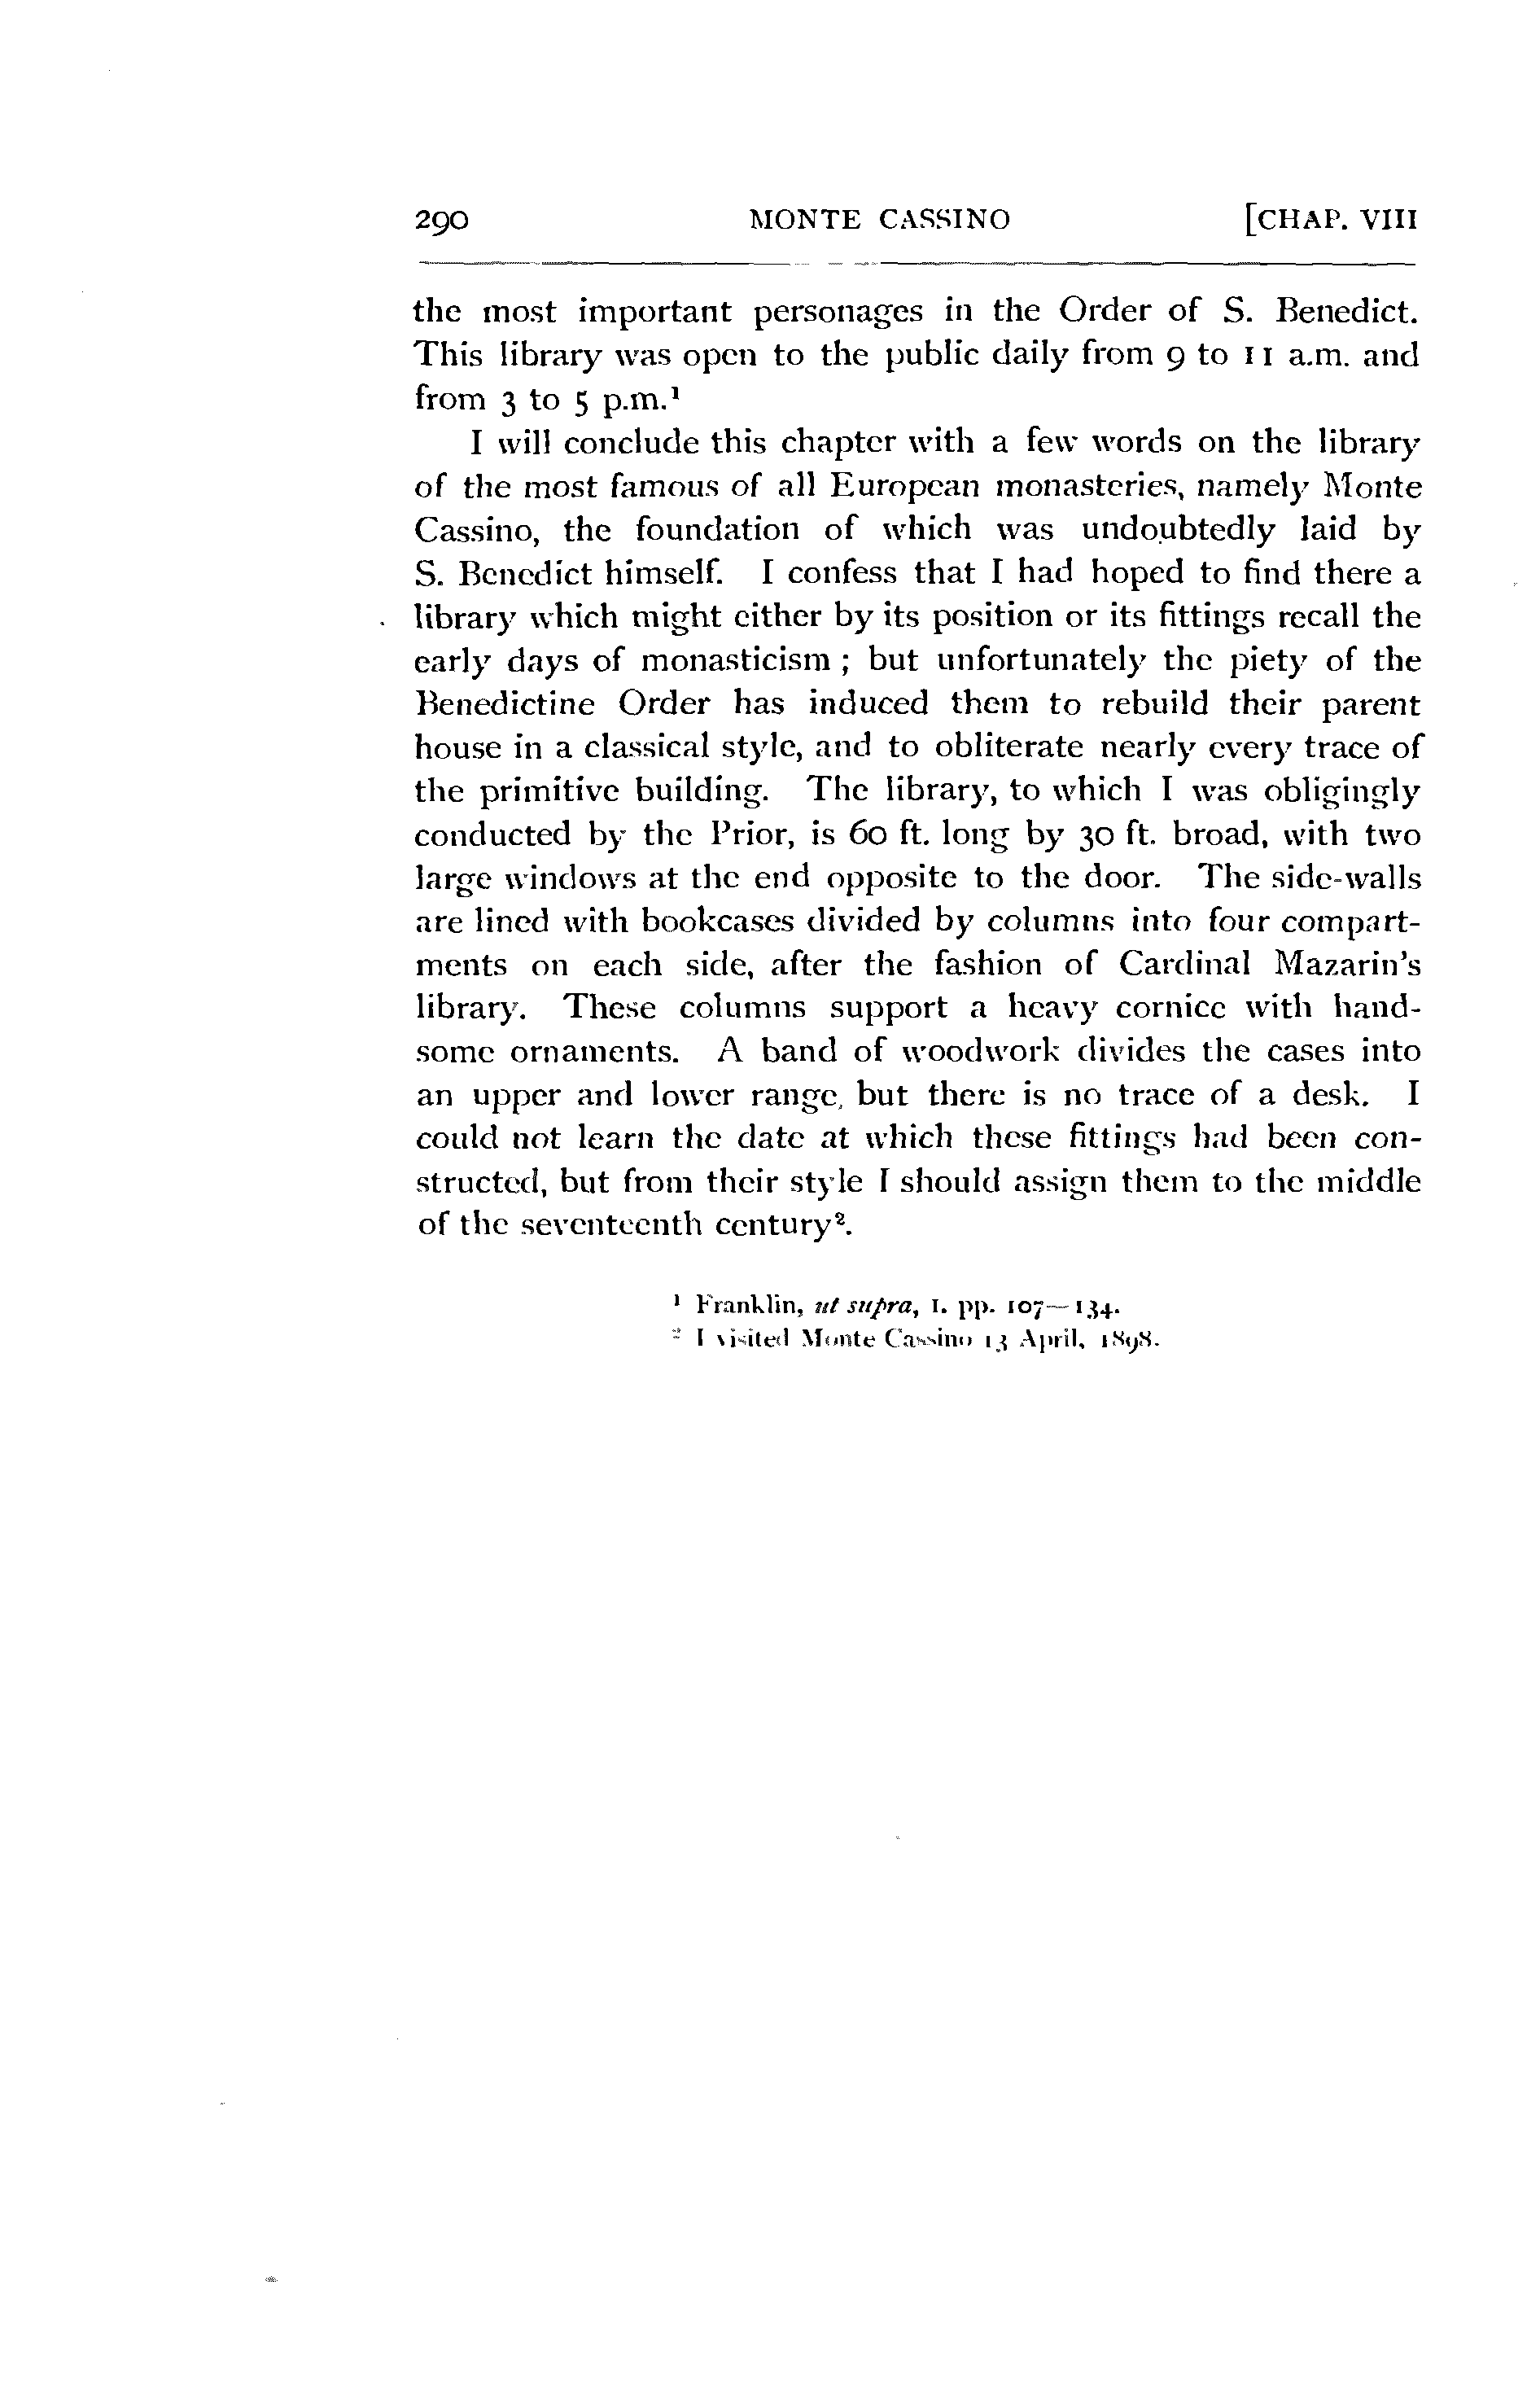 290 MONTE CASSINO [CHAP. VIII
the most important personages in the Order of S. Benedict.
This library was open to the public daily from 9 to 11 a.m. and
from 3 to 5 p.m.¹
I will conclude this chapter with a few words on the library
of the most famous of all European monasteries, namely Monte
Cassino, the foundation of which was undoubtedly laid by
S. Benedict himself. I confess that I had hoped to find there a
library which might either by its position or its fittings recall the
early days of monasticism; but unfortunately the piety of the
Benedictine Order has induced them to rebuild their parent
house in a classical style, and to obliterate nearly every trace of
the primitive building. The library, to which I was obligingly
conducted by the Prior, is 60 ft. long by 30 ft. broad, with two
large windows at the end opposite to the door. The side-walls
are lined with bookcases divided by columns into four compart-
ments on each side, after the fashion of Cardinal Mazarin's
library. These columns support a heavy cornice with hand-
some ornaments. A band of woodwork divides the cases into
an upper and lower range, but there is no trace of a desk. I
could not learn the date at which these fittings had been con-
structed, but from their style I should assign them to the middle
of the seventeenth century².
¹ Franklin, ut supra, I. pp. 107—134.
² I visited Monte Cassino 13 April, 1898.